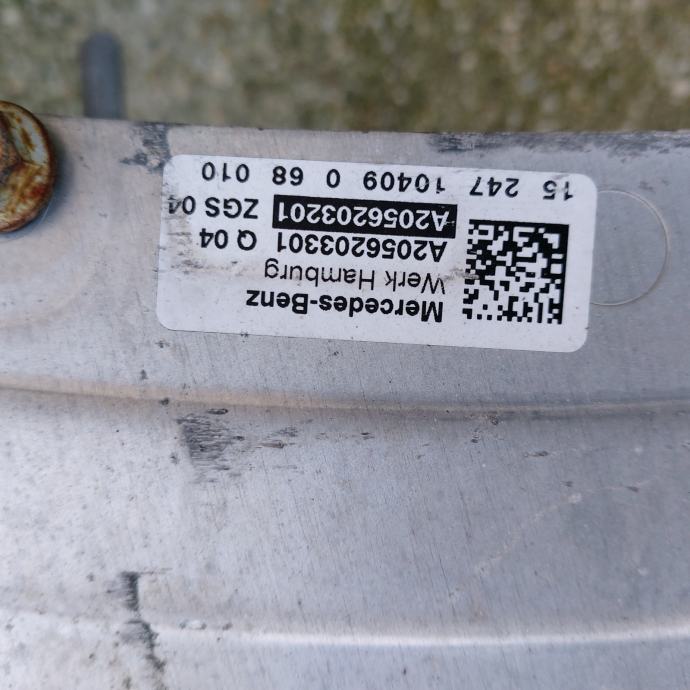 Mercedes-Benz
Werk Hamburg
A2056203301 Q 04
A2056203201 ZGS 04
15 247 10409 0 68 010